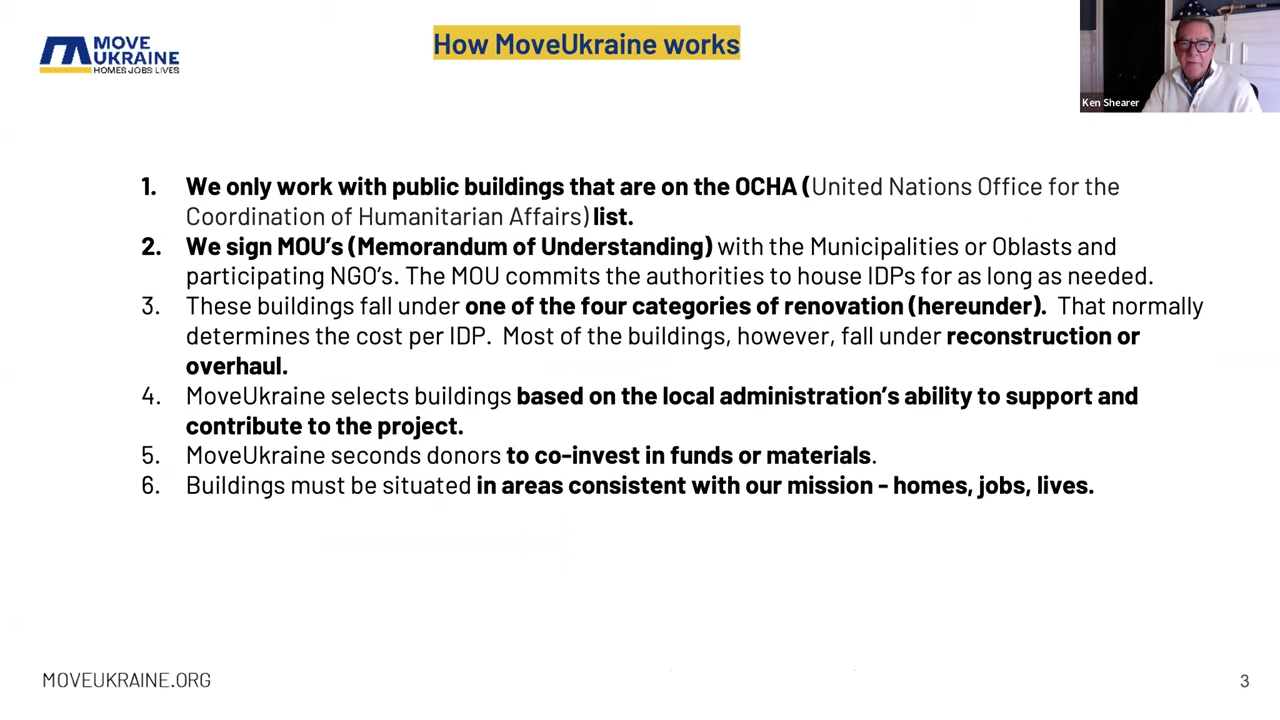 MOVE
UKRAINE
HOMES JOBS LIVES
How MoveUkraine works
Ken Shearer
1. We only work with public buildings that are on the OCHA (United Nations Office for the
Coordination of Humanitarian Affairs) list.
2. We sign MOU's (Memorandum of Understanding) with the Municipalities or Oblasts and
participating NGO's. The MOU commits the authorities to house IDPs for as long as needed.
3. These buildings fall under one of the four categories of renovation (hereunder). That normally
determines the cost per IDP. Most of the buildings, however, fall under reconstruction or
overhaul.
4. MoveUkraine selects buildings based on the local administration's ability to support and
contribute to the project.
5. MoveUkraine seconds donors to co-invest in funds or materials.
6. Buildings must be situated in areas consistent with our mission - homes, jobs, lives.
MOVEUKRAINE.ORG
3